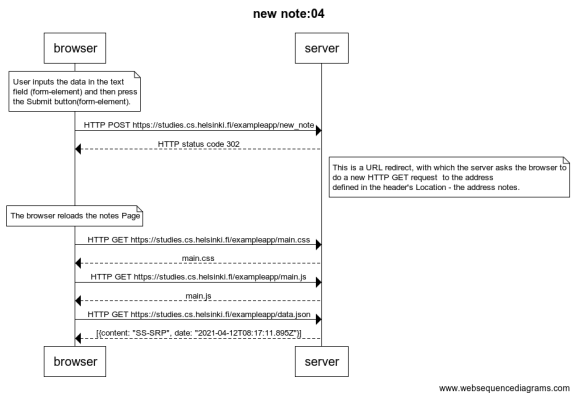 new note:04
browser
server
User inputs the data in the text
field (form-element) and then press
the Submit button(form-element).
HTTP POST https://studies.cs.helsinki.fi/exampleapp/new_note
HTTP status code 302
This is a URL redirect, with which the server asks the browser to
do a new HTTP GET request  to the address
defined in the header's Location - the address notes.
The browser reloads the notes Page
HTTP GET https://studies.cs.helsinki.fi/exampleapp/main.css
main.css
HTTP GET https://studies.cs.helsinki.fi/exampleapp/main.js
main.js
HTTP GET https://studies.cs.helsinki.fi/exampleapp/data.json
[{content: "SS-SRP", date: "2021-04-12T08:17:11.895Z"}]
browser
server
www.websequencediagrams.com